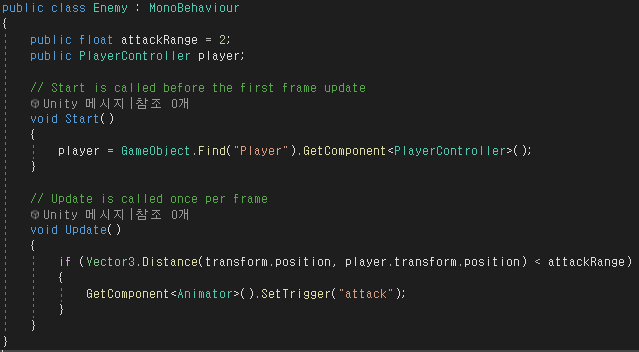 public class Enemy : MonoBehaviour
{
    public float attackRange = 2;
    public PlayerController player;

    // Start is called before the first frame update
    Unity 메시지|참조 0개
    void Start()
    {
        player = GameObject.Find("Player").GetComponent<PlayerController>();
    }

    // Update is called once per frame
    Unity 메시지|참조 0개
    void Update()
    {
        if (Vector3.Distance(transform.position, player.transform.position) < attackRange)
        {
            GetComponent<Animator>().SetTrigger("attack");
        }
    }
}